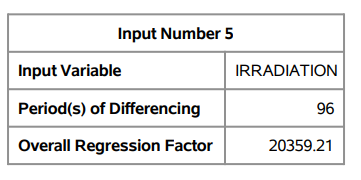 Input Number 5
Input Variable IRRADIATION
Period(s) of Differencing 96
Overall Regression Factor 20359.21